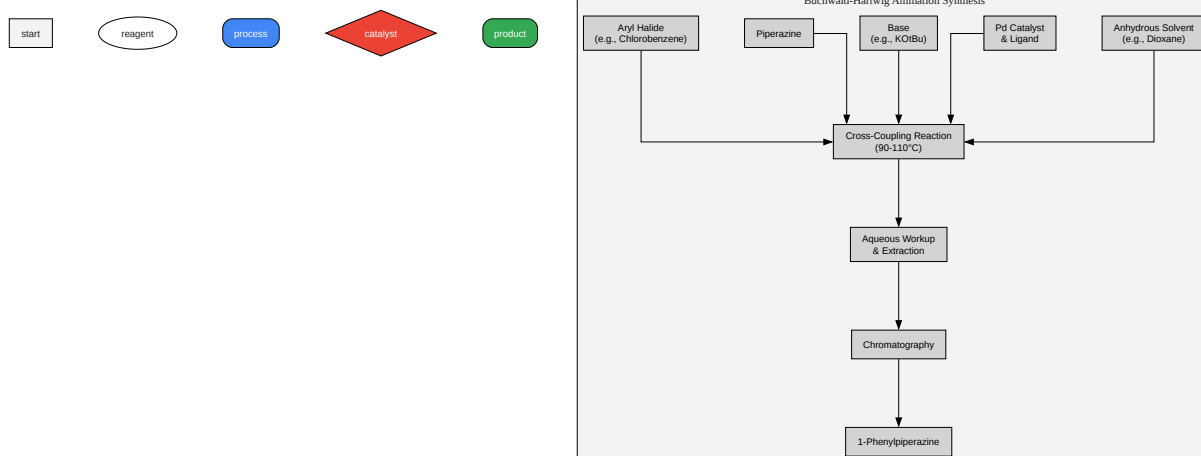 start
reagent
process
catalyst
product
Buchwald-Hartwig Amination Synthesis
Aryl Halide
(e.g., Chlorobenzene)
Piperazine
Base
(e.g., KOtBu)
Pd Catalyst
& Ligand
Anhydrous Solvent
(e.g., Dioxane)
Cross-Coupling Reaction
(90-110°C)
Aqueous Workup
& Extraction
Chromatography
1-Phenylpiperazine